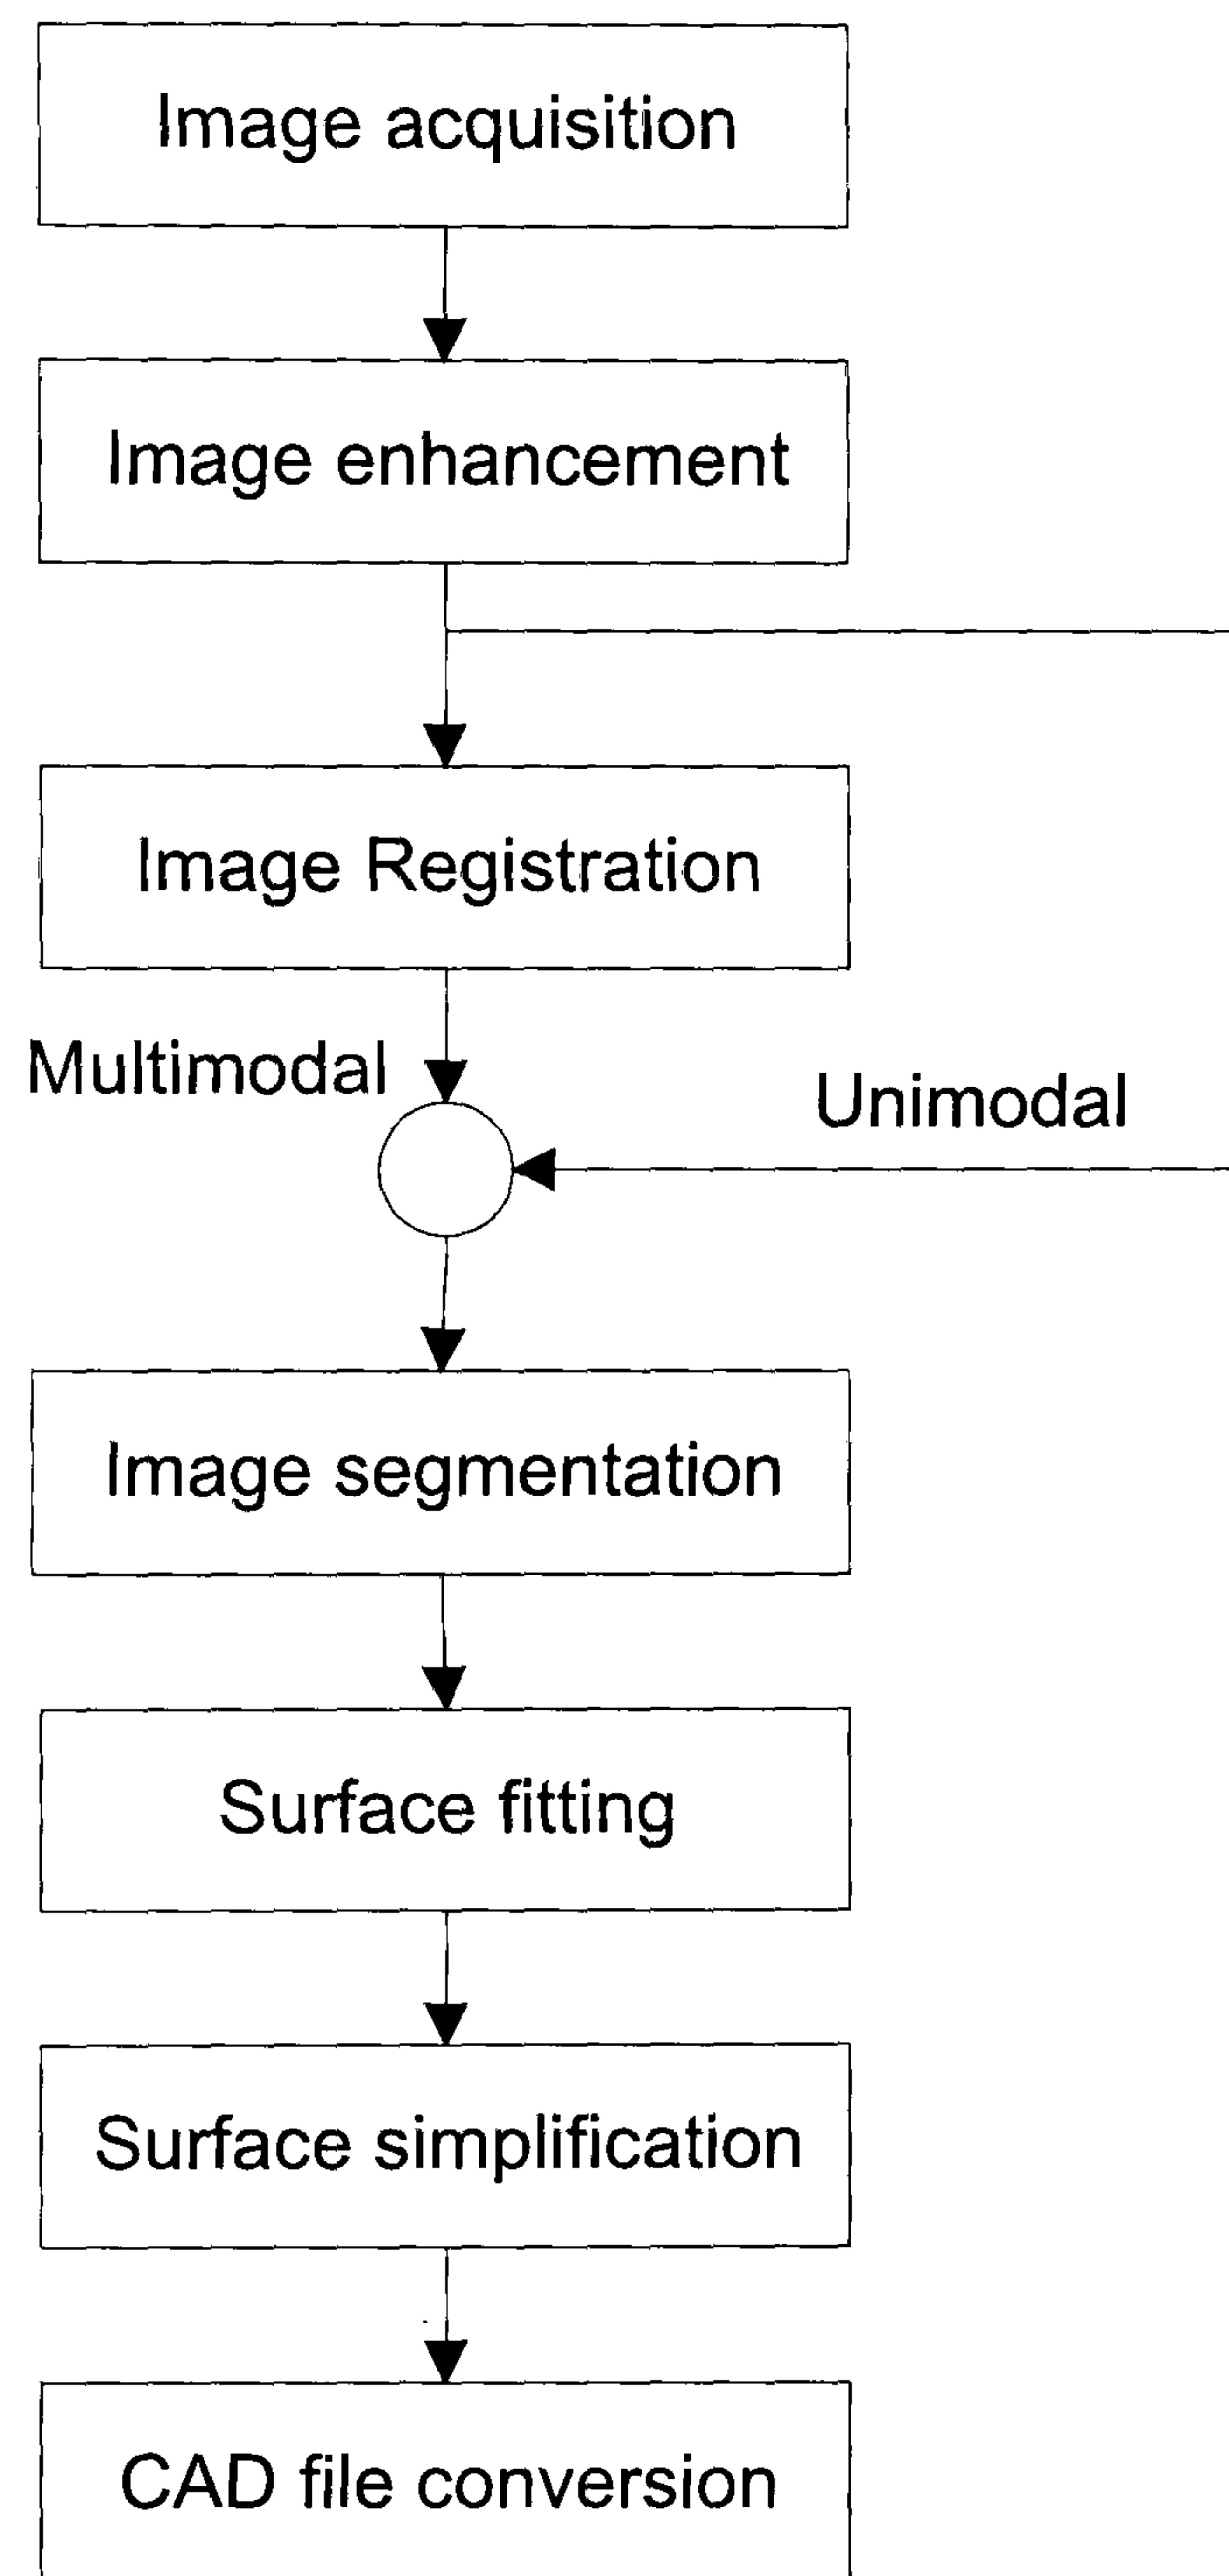 Image acquisition
Image enhancement
Image Registration
Multimodal
Unimodal
Image segmentation
Surface fitting
Surface simplification
CAD file conversion